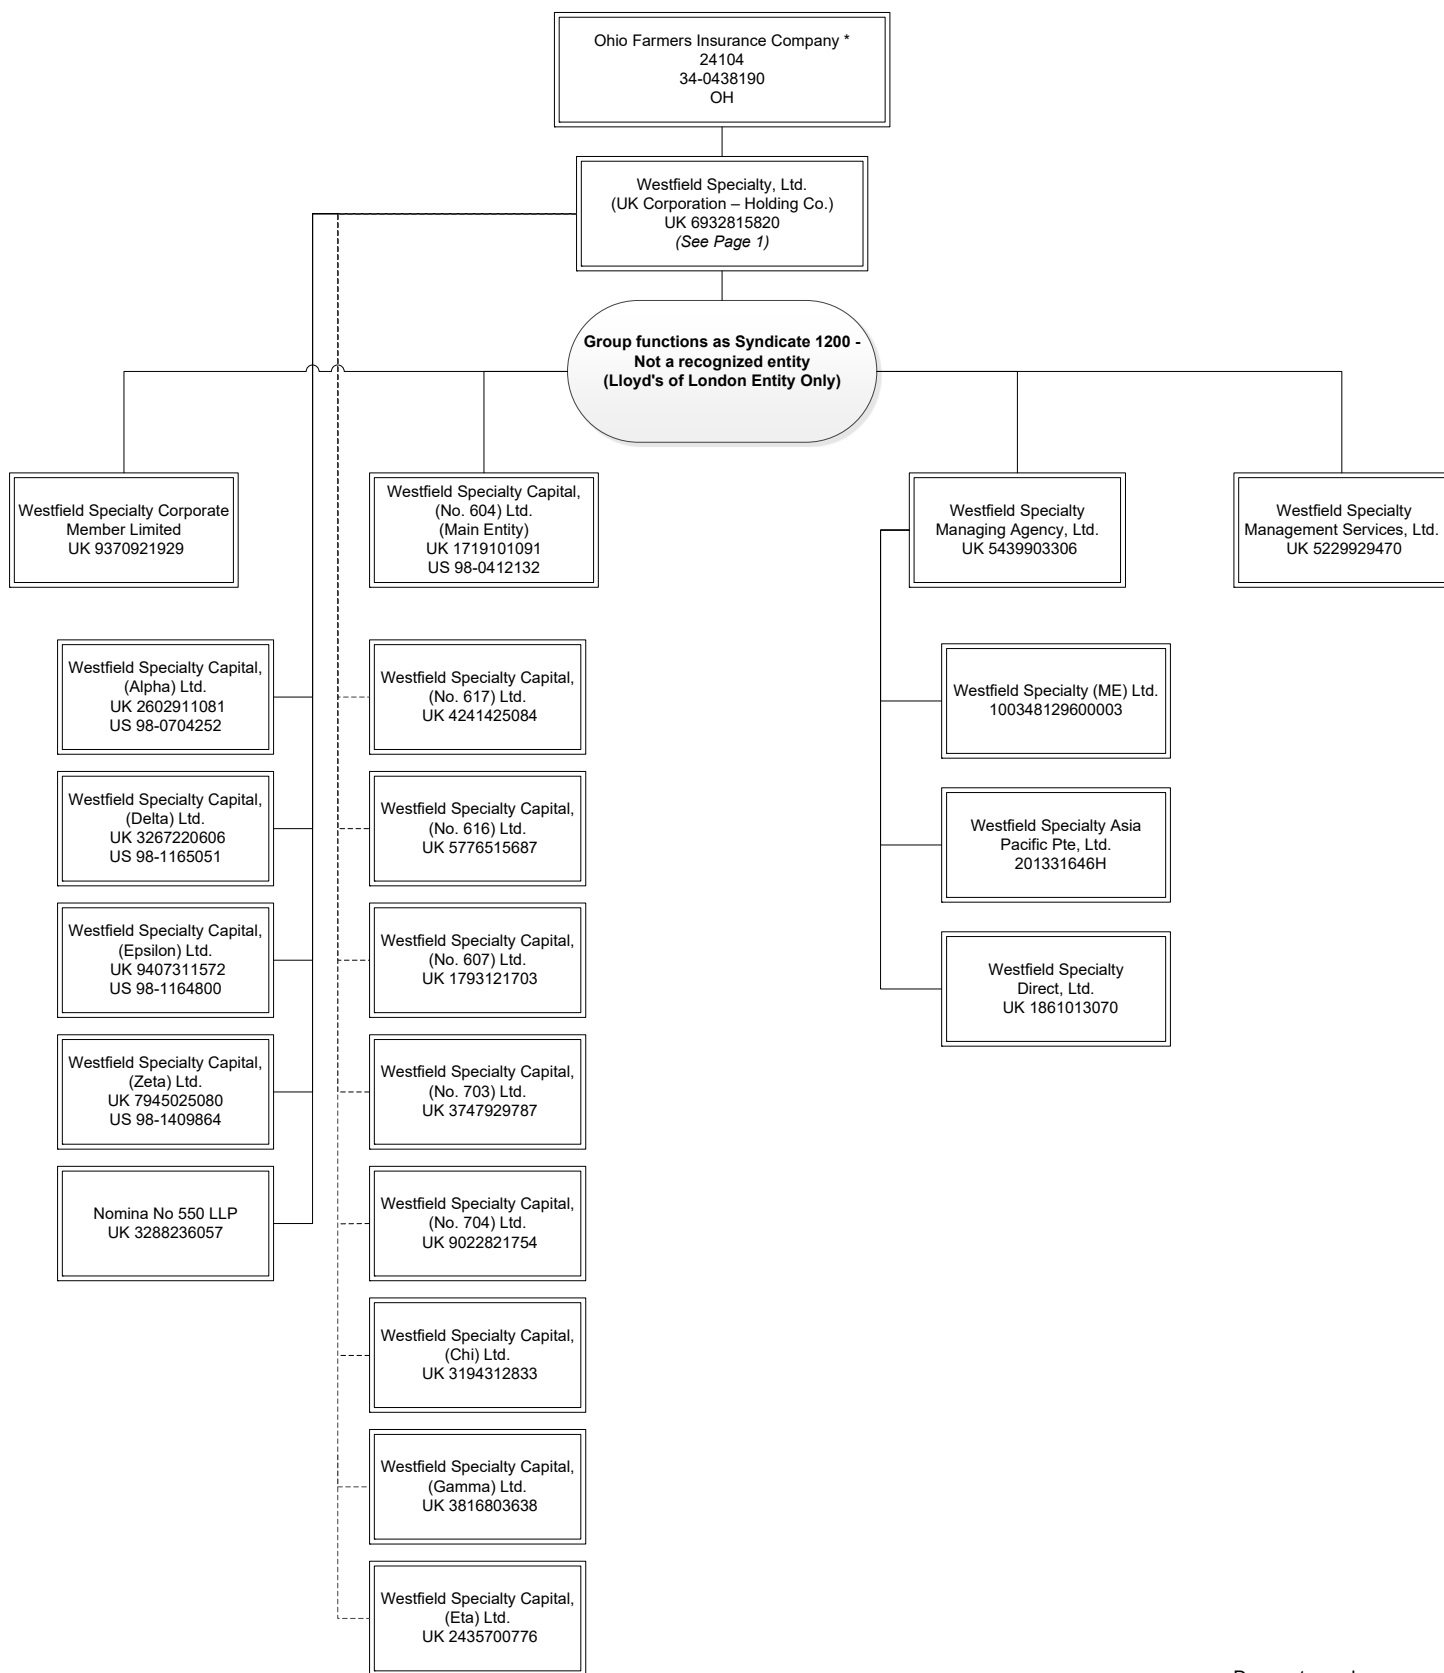 Ohio Farmers Insurance Company *
24104
34-0438190
OH
Westfield Specialty, Ltd.
(UK Corporation – Holding Co.)
UK 6932815820
(See Page 1)
Group functions as Syndicate 1200 -
Not a recognized entity
(Lloyd's of London Entity Only)
Westfield Specialty Corporate
Member Limited
UK 9370921929
Westfield Specialty Capital,
(No. 604) Ltd.
(Main Entity)
UK 1719101091
US 98-0412132
Westfield Specialty
Managing Agency, Ltd.
UK 5439903306
Westfield Specialty
Management Services, Ltd.
UK 5229929470
Westfield Specialty Capital,
(Alpha) Ltd.
UK 2602911081
US 98-0704252
Westfield Specialty Capital,
(No. 617) Ltd.
UK 4241425084
Westfield Specialty (ME) Ltd.
100348129600003
Westfield Specialty Capital,
(Delta) Ltd.
UK 3267220606
US 98-1165051
Westfield Specialty Capital,
(No. 616) Ltd.
UK 5776515687
Westfield Specialty Asia
Pacific Pte, Ltd.
201331646H
Westfield Specialty Capital,
(Epsilon) Ltd.
UK 9407311572
US 98-1164800
Westfield Specialty Capital,
(No. 607) Ltd.
UK 1793121703
Westfield Specialty
Direct, Ltd.
UK 1861013070
Westfield Specialty Capital,
(Zeta) Ltd.
UK 7945025080
US 98-1409864
Westfield Specialty Capital,
(No. 703) Ltd.
UK 3747929787
Nomina No 550 LLP
UK 3288236057
Westfield Specialty Capital,
(No. 704) Ltd.
UK 9022821754
Westfield Specialty Capital,
(Chi) Ltd.
UK 3194312833
Westfield Specialty Capital,
(Gamma) Ltd.
UK 3816803638
Westfield Specialty Capital,
(Eta) Ltd.
UK 2435700776